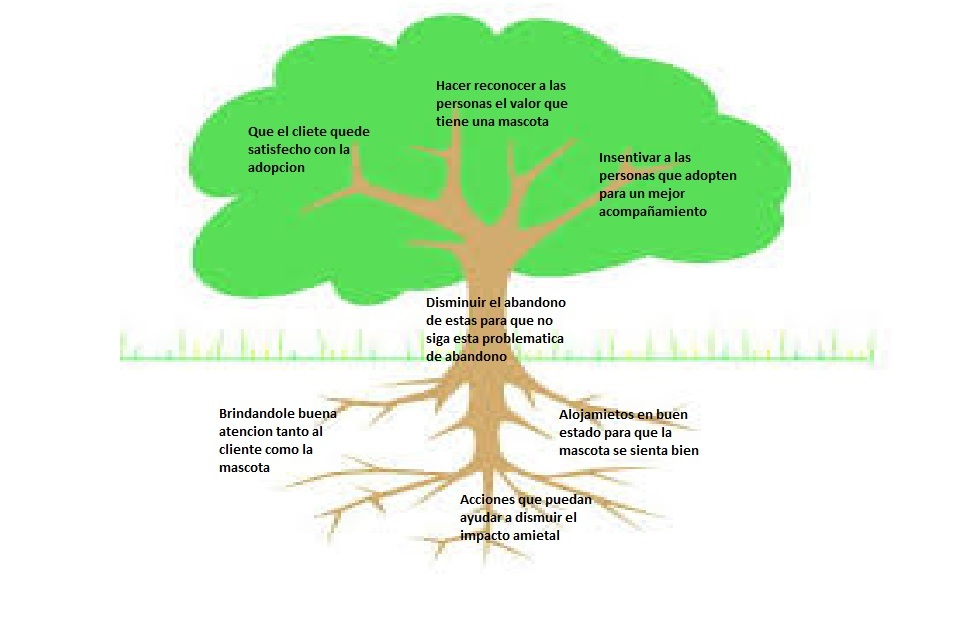 Hacer reconocer a las
personas el valor que
tiene una mascota
Que el cliete quede
satisfecho con la
adopcion
Insentivar a las
personas que adopten
para un mejor
acompañamiento
Disminuir el abandono
de estas para que no
siga esta problematica
de abandono
Brindandole buena
atencion tanto al
cliente como la
mascota
Alojamietos en buen
estado para que la
mascota se sienta bien
Acciones que puedan
ayudar a dismuir el
impacto amietal